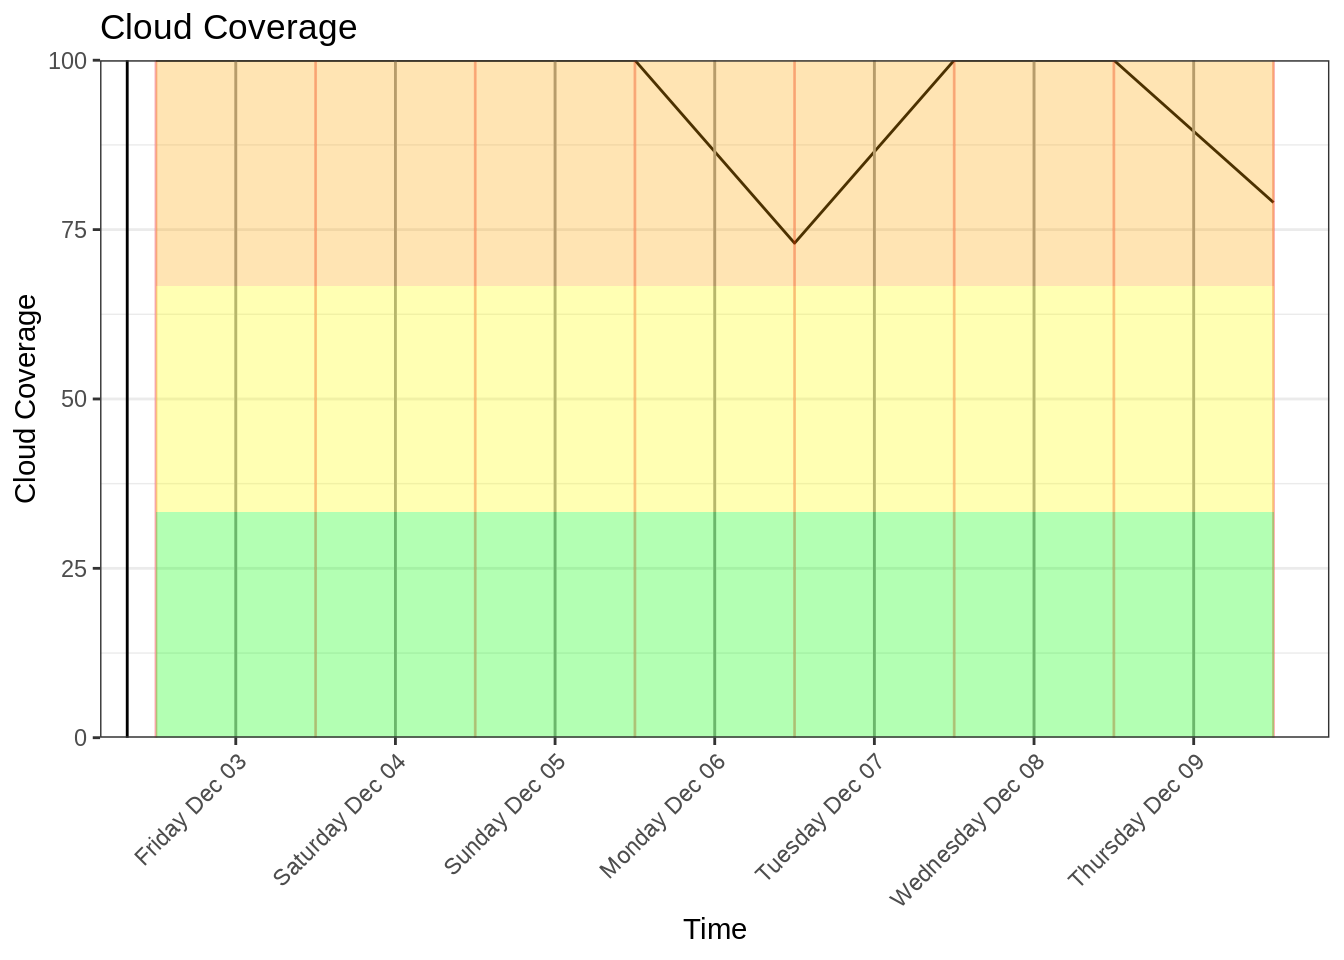 Cloud Coverage
100
75
50
25
0
Cloud Coverage
Friday Dec 03
Saturday Dec 04
Sunday Dec 05
Monday Dec 06
Tuesday Dec 07
Wednesday Dec 08
Thursday Dec 09
Time